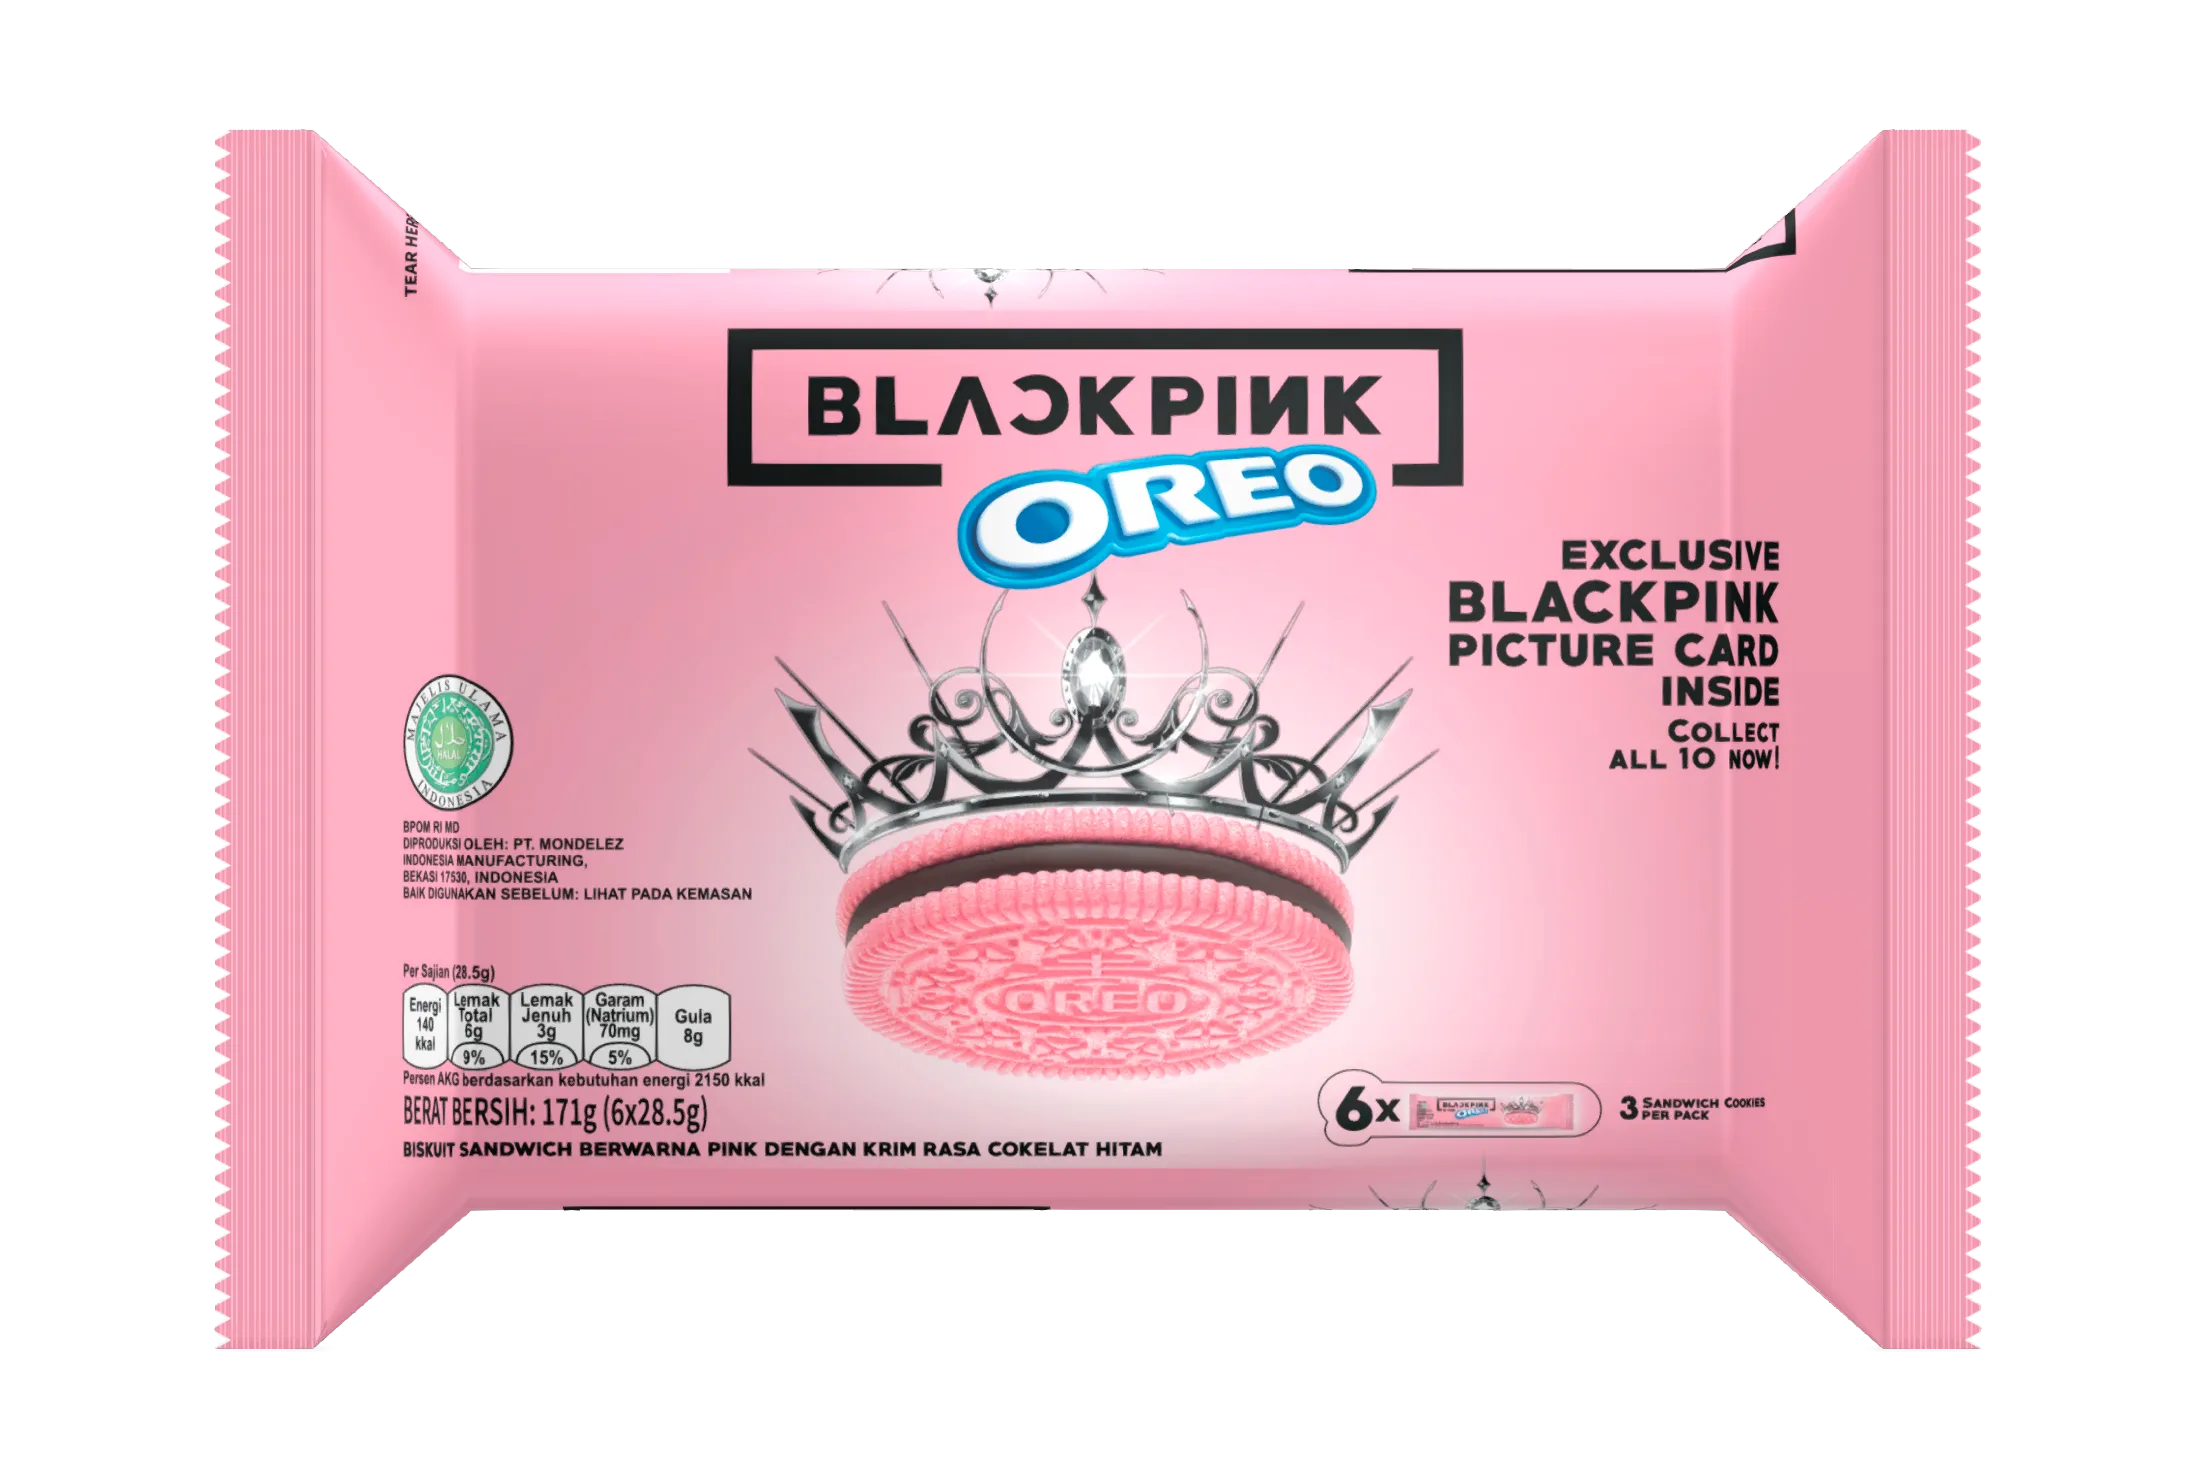 TEAR HERE
BLACKPINK
OREO
EXCLUSIVE
BLACKPINK
PICTURE CARD
INSIDE
COLLECT
ALL 10 NOW!
MAJELIS ULAMA
حلال
HALAL
INDONESIA
BPOM RI MD
DIPRODUKSI OLEH: PT. MONDELEZ
INDONESIA MANUFACTURING,
BEKASI 17530, INDONESIA
BAIK DIGUNAKAN SEBELUM: LIHAT PADA KEMASAN
OREO
Per Sajian (28.5g)
Energi 140 kkal
Lemak Total 6g 9%
Lemak Jenuh 3g 15%
Garam (Natrium) 70mg 5%
Gula 8g
Persen AKG berdasarkan kebutuhan energi 2150 kkal
BERAT BERSIH: 171g (6x28.5g)
BISKUIT SANDWICH BERWARNA PINK DENGAN KRIM RASA COKELAT HITAM
6x
BLACKPINK
OREO
3 SANDWICH COOKIES
PER PACK